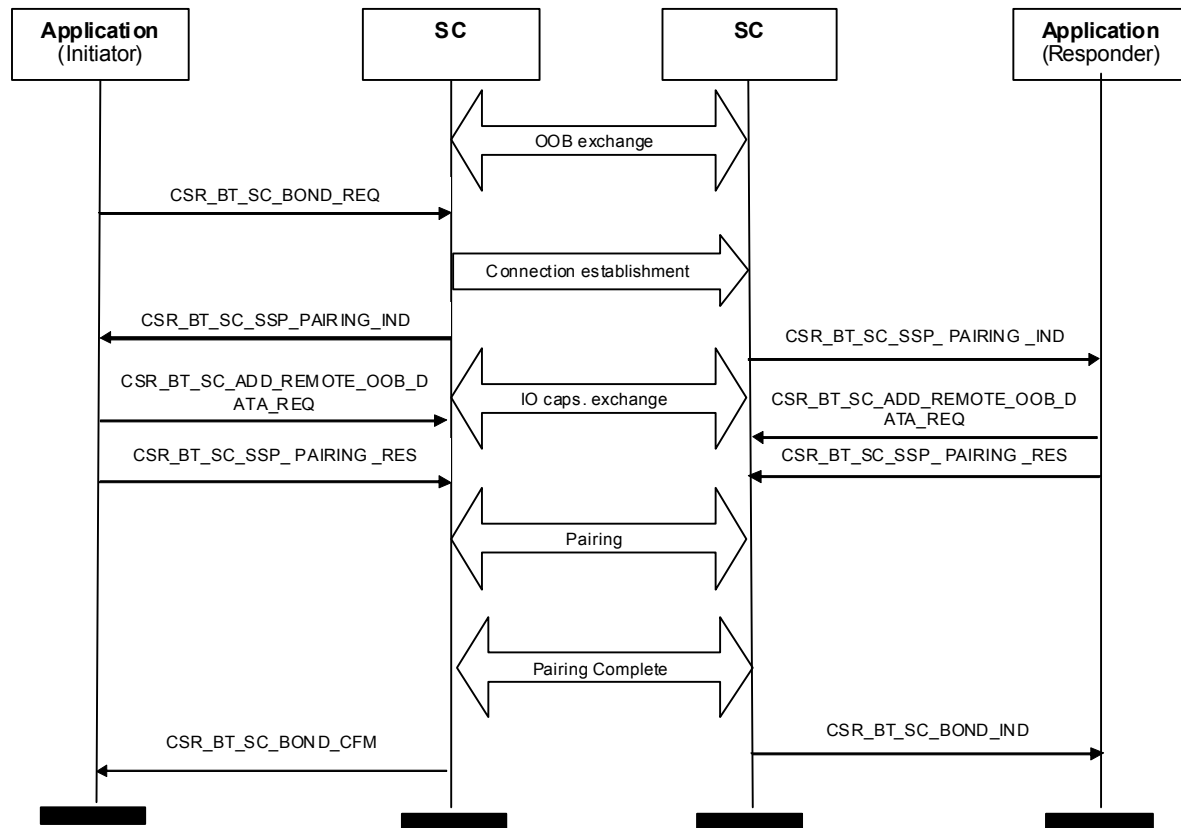 Application
(Initiator)
SC
SC
Application
(Responder)
OOB exchange
CSR_BT_SC_BOND_REQ
Connection establishment
CSR_BT_SC_SSP_PAIRING_IND
CSR_BT_SC_SSP_ PAIRING _IND
CSR_BT_SC_ADD_REMOTE_OOB_D
ATA_REQ
IO caps. exchange
CSR_BT_SC_ADD_REMOTE_OOB_D
ATA_REQ
CSR_BT_SC_SSP_ PAIRING _RES
CSR_BT_SC_SSP_ PAIRING _RES
Pairing
Pairing Complete
CSR_BT_SC_BOND_CFM
CSR_BT_SC_BOND_IND